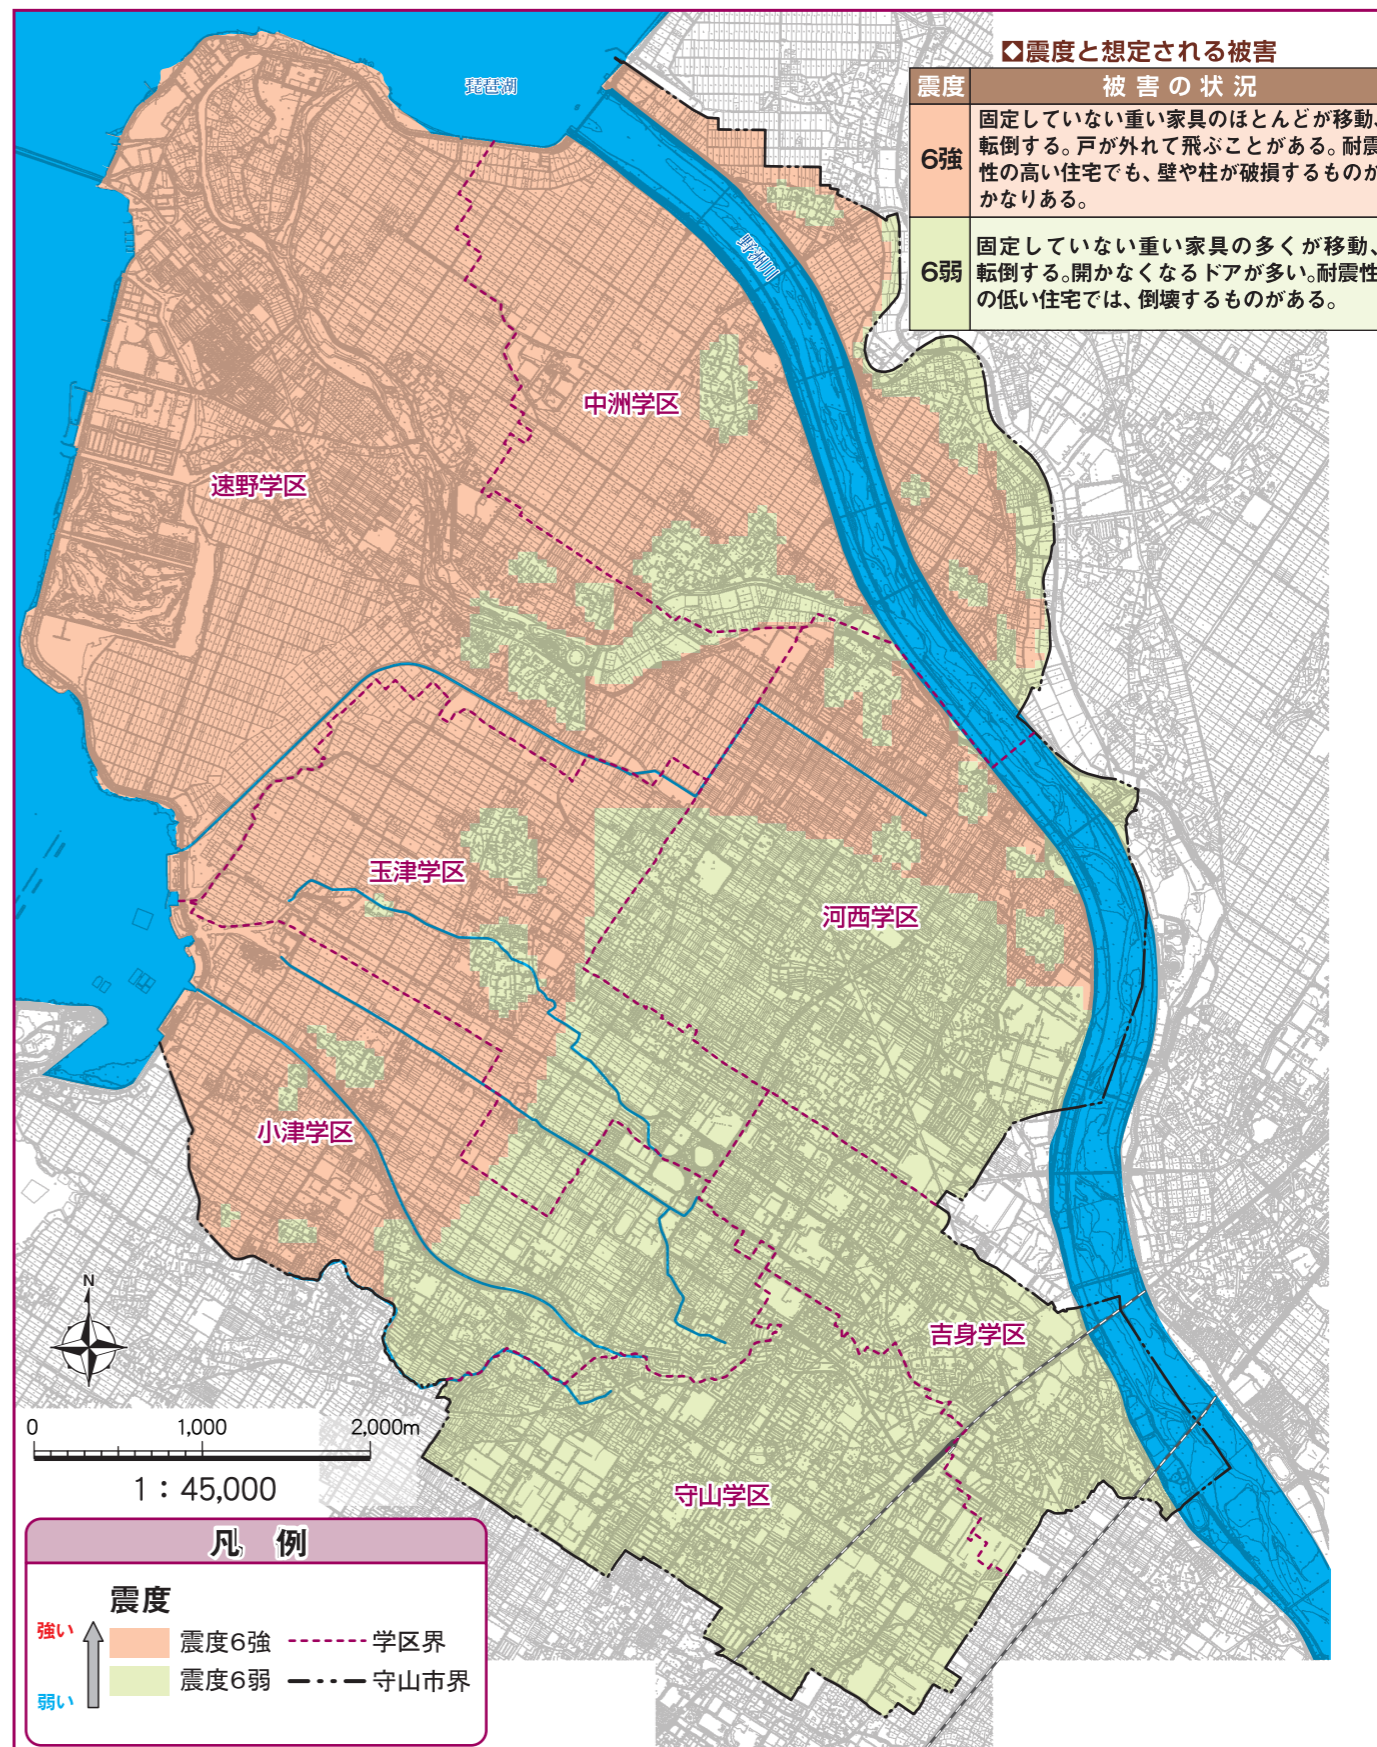 ◆震度と想定される被害
震度 被害の状況
6強
固定していない重い家具のほとんどが移動、
転倒する。戸が外れて飛ぶことがある。耐震
性の高い住宅でも、壁や柱が破損するものが
かなりある。
6弱
固定していない重い家具の多くが移動、
転倒する。開かなくなるドアが多い。耐震性
の低い住宅では、倒壊するものがある。
琵琶湖
野洲川
中洲学区
速野学区
玉津学区
河西学区
小津学区
吉身学区
守山学区
N
0 1,000 2,000m
1：45,000
凡 例
震度
強い
弱い
震度6強 学区界
震度6弱 守山市界